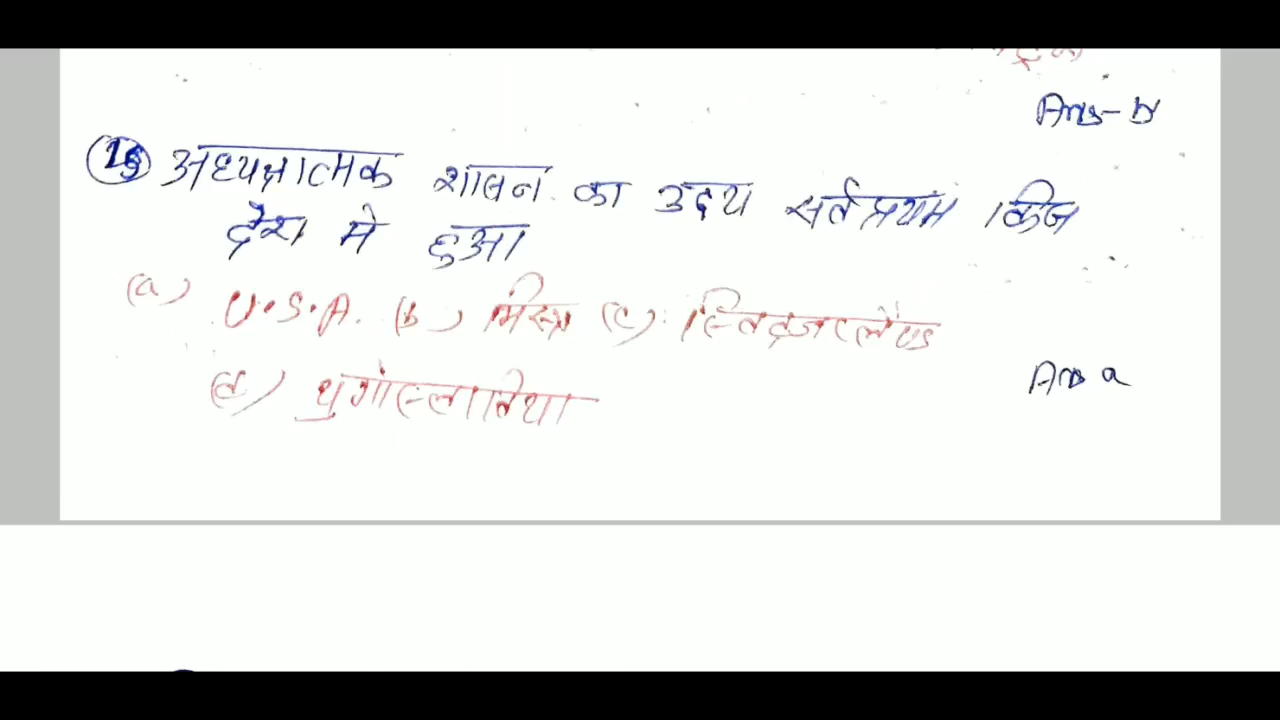 Ans- b
15 अध्यक्षात्मक शासन का उदय सर्वप्रथम किस
देश मे हुआ
(a) U.S.A. (b) मिस्र (c) स्विट्जरलैण्ड
(d) युगोस्लाविया
Ans a